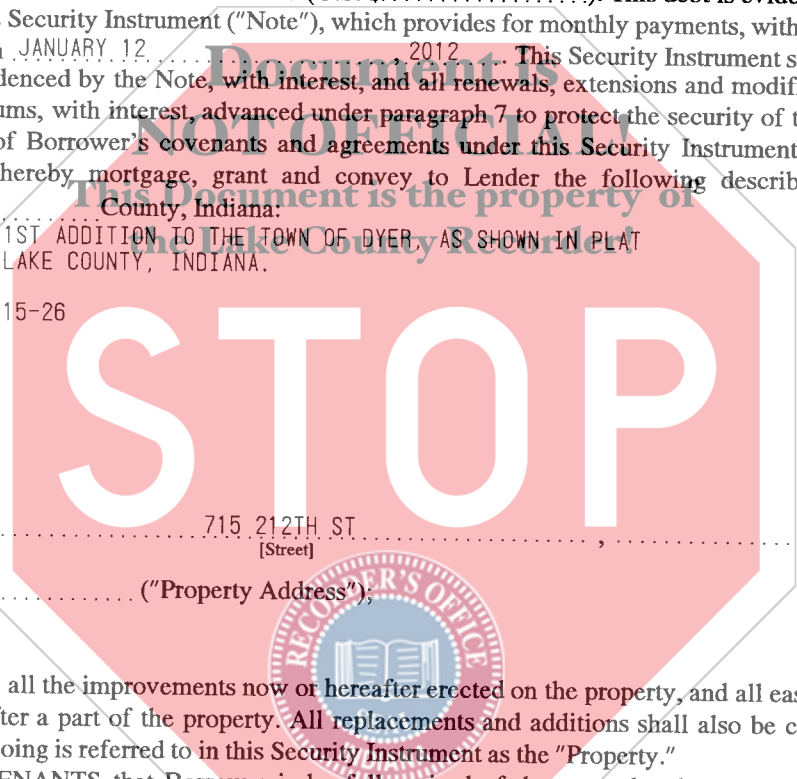 This debt is evide
s Security Instrument ("Note"), which provides for monthly payments, with
JANUARY 12, 2012. This Security Instrument s
Document is
denced by the Note, with interest, and all renewals, extensions and modifi
ums, with interest, advanced under paragraph 7 to protect the security of t
NOT OFFICIAL!
of Borrower's covenants and agreements under this Security Instrument
hereby mortgage, grant and convey to Lender the following describ
This Document is the property of
County, Indiana:
1ST ADDITION TO THE TOWN OF DYER, AS SHOWN IN PLAT
the Lake County Recorder!
LAKE COUNTY, INDIANA.
15-26
STOP
715 212TH ST ,
[Street]
("Property Address");
RECORDER'S OFFICE
all the improvements now or hereafter erected on the property, and all eas
fter a part of the property. All replacements and additions shall also be c
oing is referred to in this Security Instrument as the "Property."